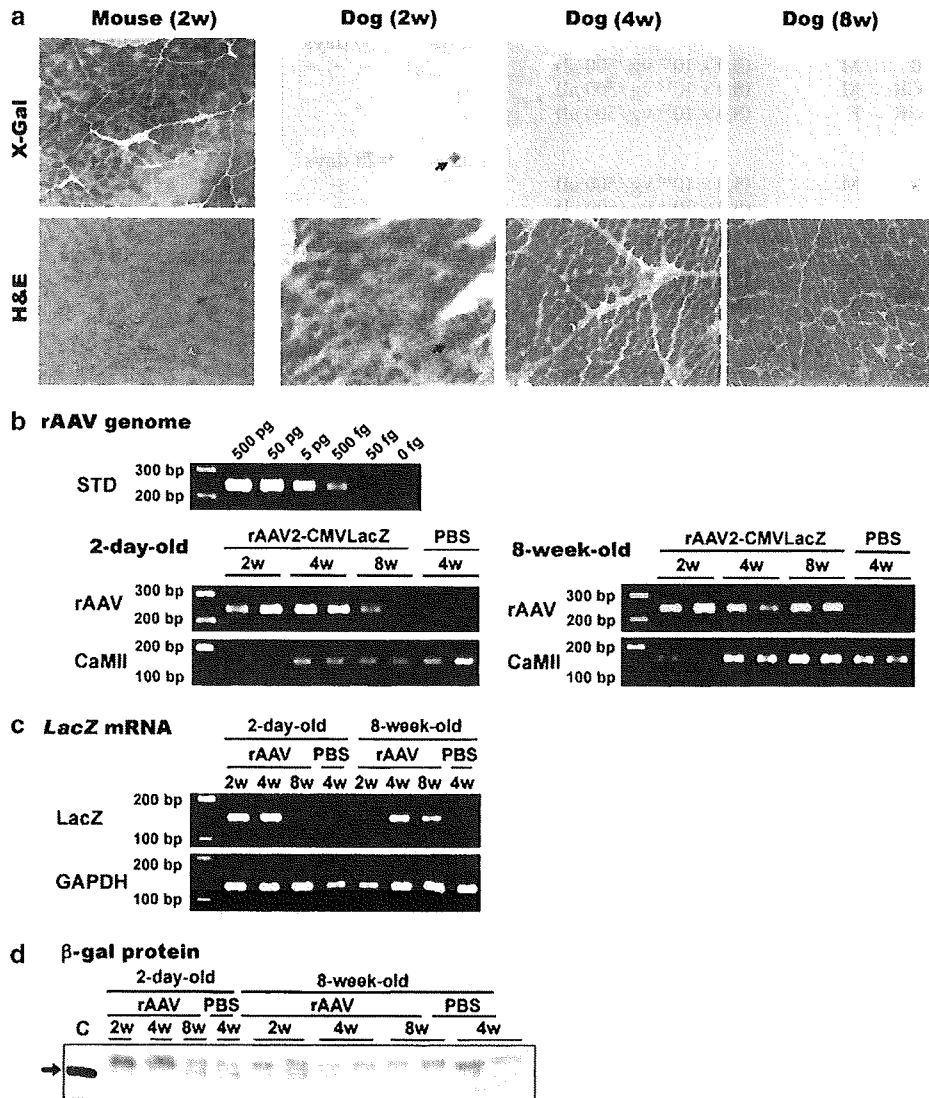 a
Mouse (2w) Dog (2w) Dog (4w) Dog (8w)
X-Gal
H&E
b rAAV genome
500 pg 50 pg 5 pg 500 fg 50 fg 0 fg
300 bp
STD
200 bp
2-day-old
rAAV2-CMVLacZ PBS
2w 4w 8w 4w
rAAV
300 bp
200 bp
CaMII
200 bp
100 bp
8-week-old
rAAV2-CMVLacZ PBS
2w 4w 8w 4w
rAAV
300 bp
200 bp
CaMII
200 bp
100 bp
c LacZ mRNA
2-day-old 8-week-old
rAAV PBS rAAV PBS
2w 4w 8w 4w 2w 4w 8w 4w
LacZ
200 bp
100 bp
GAPDH
200 bp
100 bp
d β-gal protein
2-day-old 8-week-old
rAAV PBS rAAV PBS
C 2w 4w 8w 4w 2w 4w 8w 4w